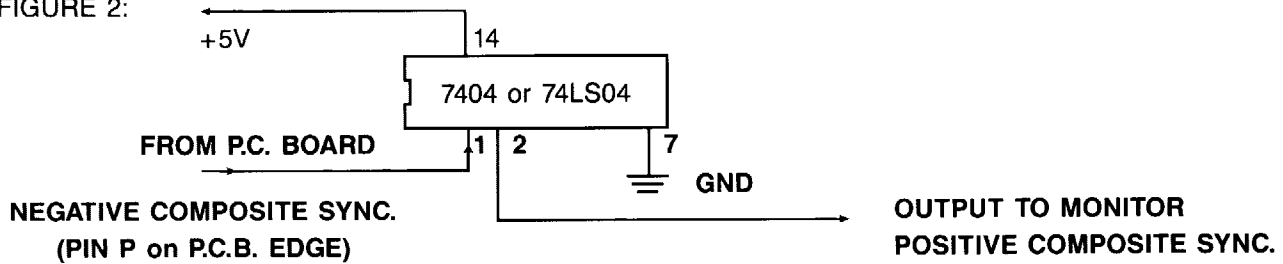 FIGURE 2:
+5V
14
7404 or 74LS04
FROM P.C. BOARD
1 2 7
GND
NEGATIVE COMPOSITE SYNC.
(PIN P on P.C.B. EDGE)
OUTPUT TO MONITOR
POSITIVE COMPOSITE SYNC.